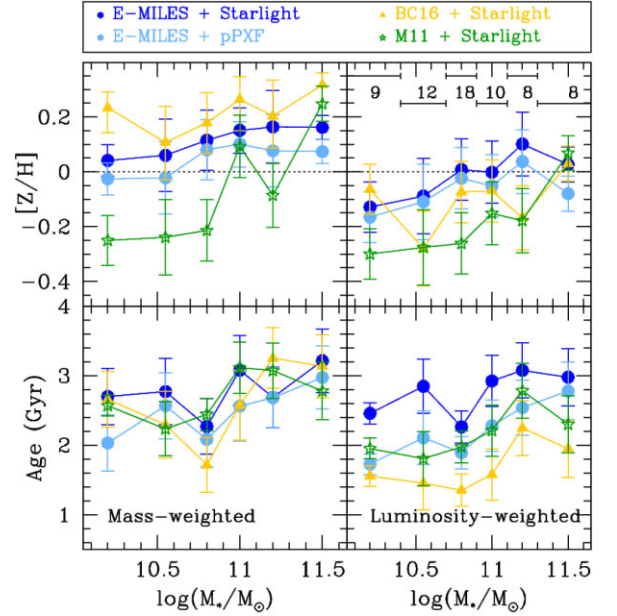 E-MILES + Starlight BC16 + Starlight
E-MILES + pPXF M11 + Starlight
9 12 18 10 8 8
0.2
0
−0.2
−0.4
[Z/H]
4
3
2
1
Age (Gyr)
Mass-weighted Luminosity-weighted
10.5 11 11.5 10.5 11 11.5
log(M*/M⊙) log(M*/M⊙)